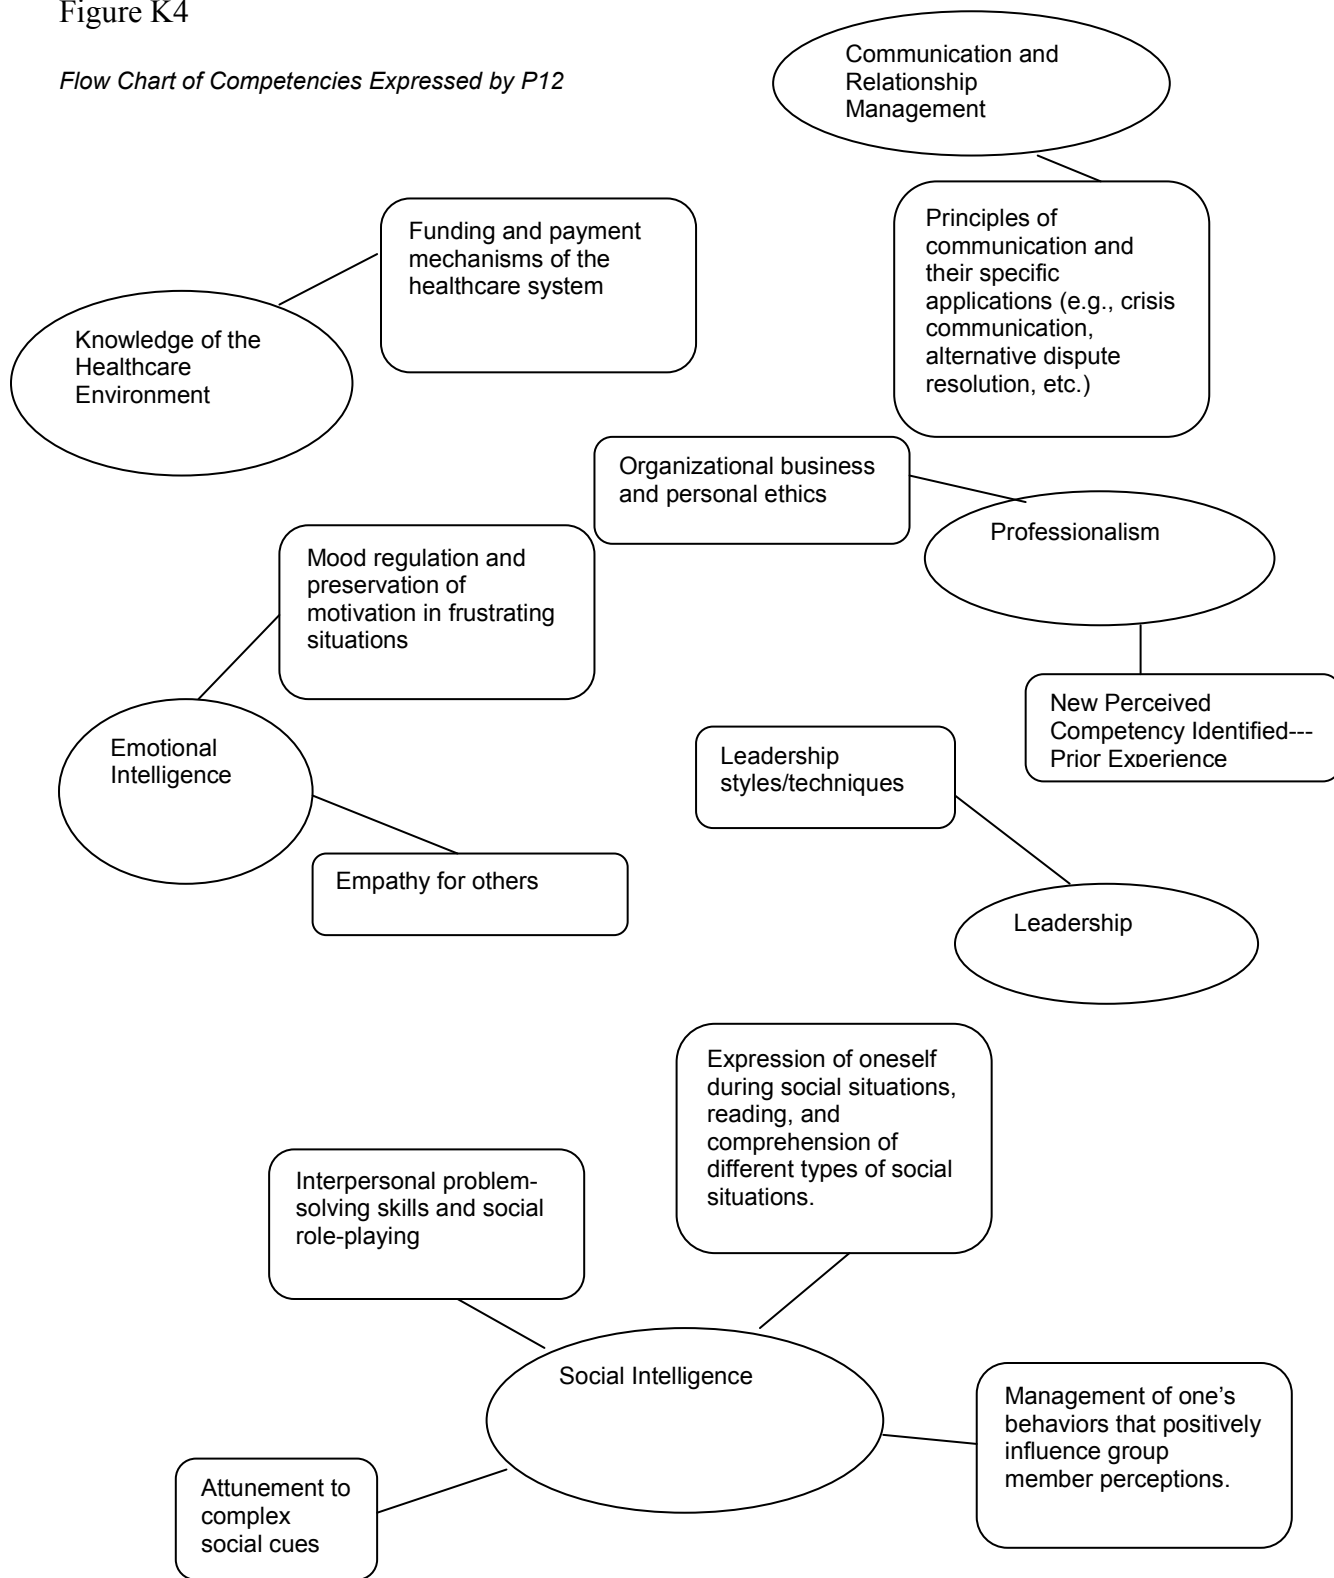 Figure K4
Flow Chart of Competencies Expressed by P12
Communication and
Relationship
Management
Funding and payment
mechanisms of the
healthcare system
Principles of
communication and
their specific
applications (e.g., crisis
communication,
alternative dispute
resolution, etc.)
Knowledge of the
Healthcare
Environment
Organizational business
and personal ethics
Professionalism
Mood regulation and
preservation of
motivation in frustrating
situations
New Perceived
Competency Identified---
Prior Experience
Emotional
Intelligence
Leadership
styles/techniques
Empathy for others
Leadership
Expression of oneself
during social situations,
reading, and
comprehension of
different types of social
situations.
Interpersonal problem-
solving skills and social
role-playing
Social Intelligence
Management of one’s
behaviors that positively
influence group
member perceptions.
Attunement to
complex
social cues